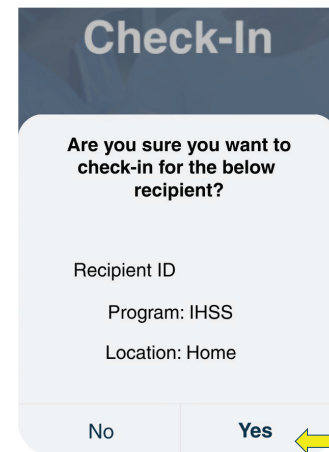 Check-In
Are you sure you want to
check-in for the below
recipient?
Recipient ID
Program: IHSS
Location: Home
No Yes